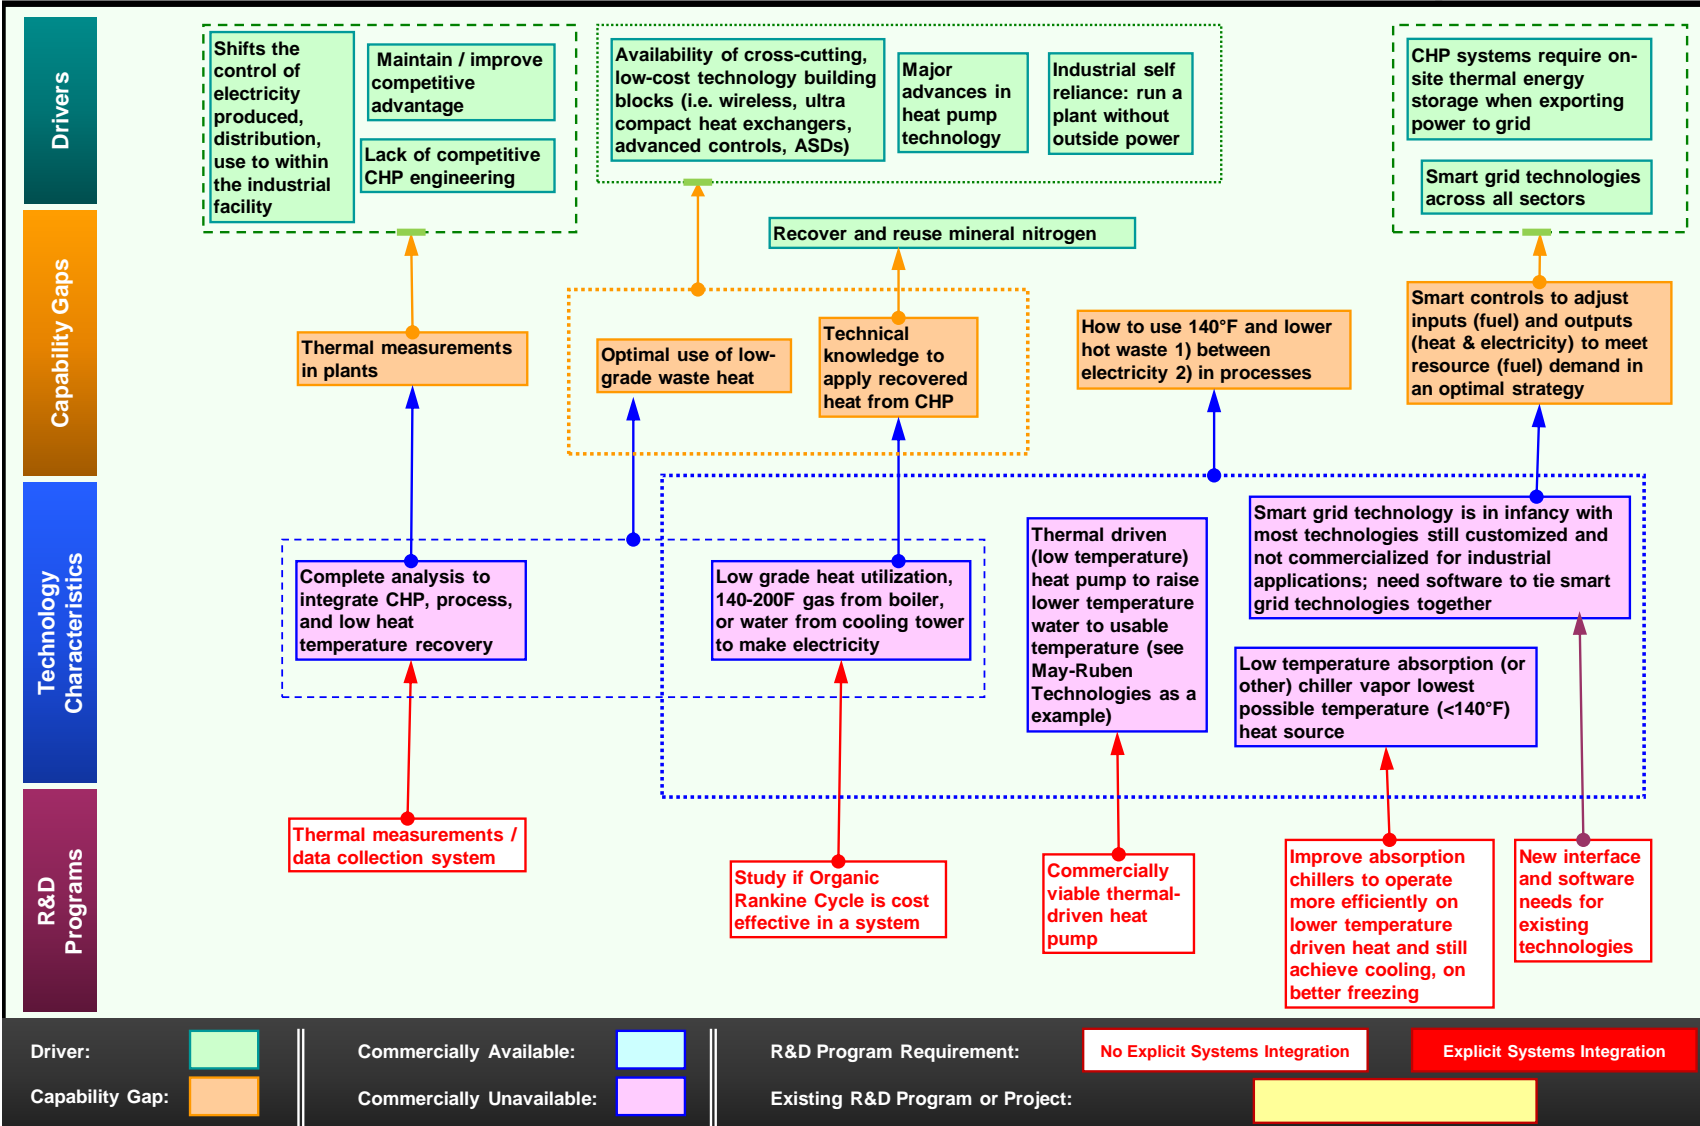 Drivers
Shifts the
control of
electricity
produced,
distribution,
use to within
the industrial
facility
Maintain / improve
competitive
advantage
Lack of competitive
CHP engineering
Availability of cross-cutting,
low-cost technology building
blocks (i.e. wireless, ultra
compact heat exchangers,
advanced controls, ASDs)
Major
advances in
heat pump
technology
Industrial self
reliance: run a
plant without
outside power
CHP systems require on-
site thermal energy
storage when exporting
power to grid
Smart grid technologies
across all sectors
Recover and reuse mineral nitrogen
Capability Gaps
Thermal measurements
in plants
Optimal use of low-
grade waste heat
Technical
knowledge to
apply recovered
heat from CHP
How to use 140°F and lower
hot waste 1) between
electricity 2) in processes
Smart controls to adjust
inputs (fuel) and outputs
(heat & electricity) to meet
resource (fuel) demand in
an optimal strategy
Technology
Characteristics
Complete analysis to
integrate CHP, process,
and low heat
temperature recovery
Low grade heat utilization,
140-200F gas from boiler,
or water from cooling tower
to make electricity
Thermal driven
(low temperature)
heat pump to raise
lower temperature
water to usable
temperature (see
May-Ruben
Technologies as a
example)
Smart grid technology is in infancy with
most technologies still customized and
not commercialized for industrial
applications; need software to tie smart
grid technologies together
Low temperature absorption (or
other) chiller vapor lowest
possible temperature (<140°F)
heat source
R&D
Programs
Thermal measurements /
data collection system
Study if Organic
Rankine Cycle is cost
effective in a system
Commercially
viable thermal-
driven heat
pump
Improve absorption
chillers to operate
more efficiently on
lower temperature
driven heat and still
achieve cooling, on
better freezing
New interface
and software
needs for
existing
technologies
Driver:
Capability Gap:
Commercially Available:
Commercially Unavailable:
R&D Program Requirement:
No Explicit Systems Integration
Explicit Systems Integration
Existing R&D Program or Project: